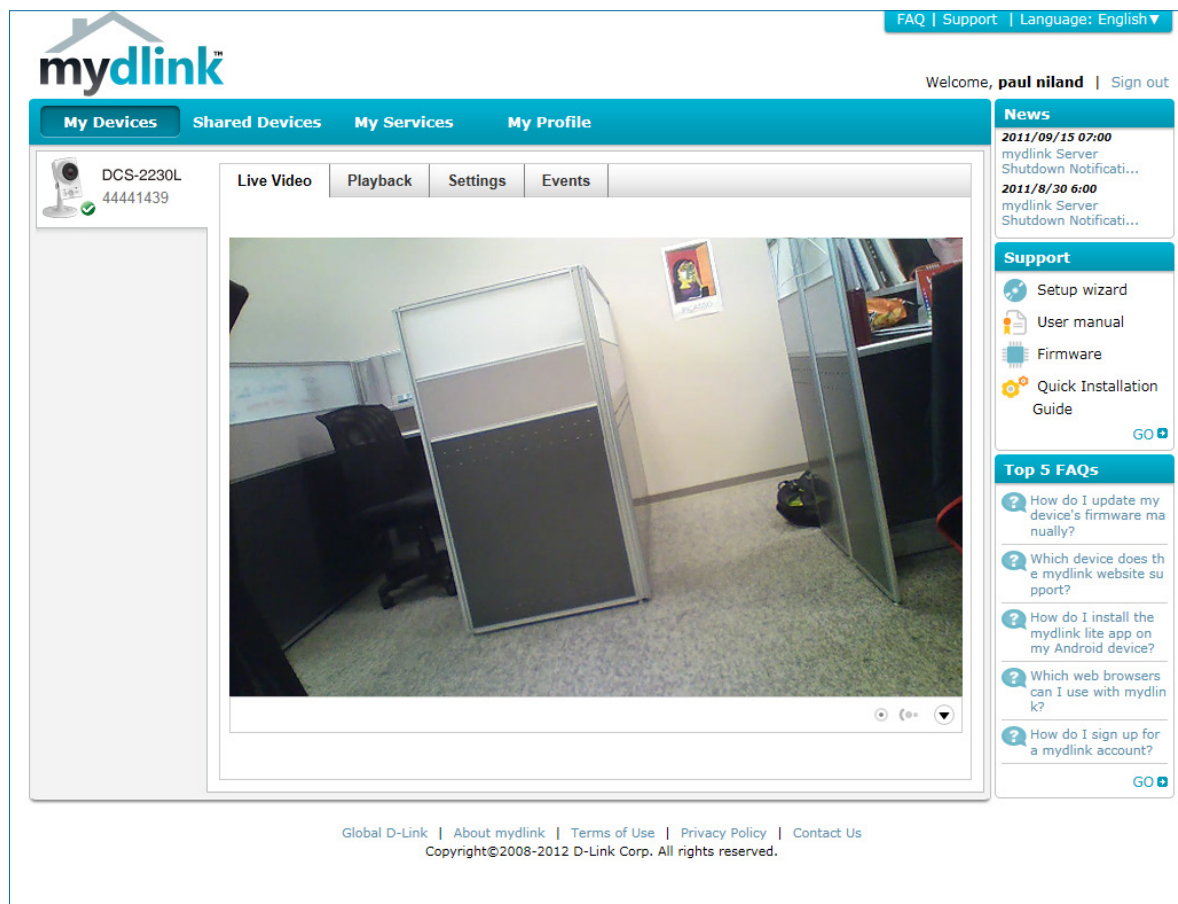 FAQ | Support | Language: English▼
mydlink™
Welcome, paul niland | Sign out
My Devices Shared Devices My Services My Profile
DCS-2230L
44441439
Live Video Playback Settings Events
PICASSO
News
2011/09/15 07:00
mydlink Server
Shutdown Notificati...
2011/8/30 6:00
mydlink Server
Shutdown Notificati...
Support
Setup wizard
User manual
Firmware
Quick Installation
Guide
GO
Top 5 FAQs
How do I update my
device's firmware ma
nually?
Which device does th
e mydlink website su
pport?
How do I install the
mydlink lite app on
my Android device?
Which web browsers
can I use with mydlin
k?
How do I sign up for
a mydlink account?
GO
Global D-Link | About mydlink | Terms of Use | Privacy Policy | Contact Us
Copyright©2008-2012 D-Link Corp. All rights reserved.